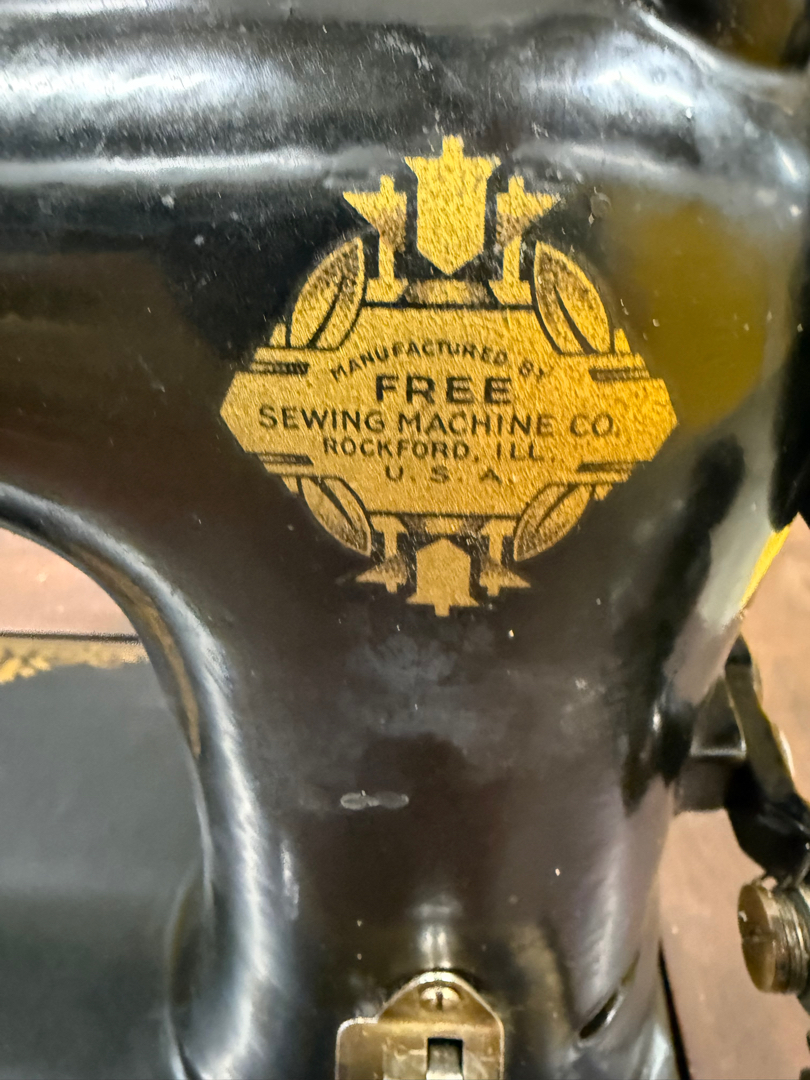 MANUFACTURED BY
FREE
SEWING MACHINE CO.
ROCKFORD, ILL.
U. S. A